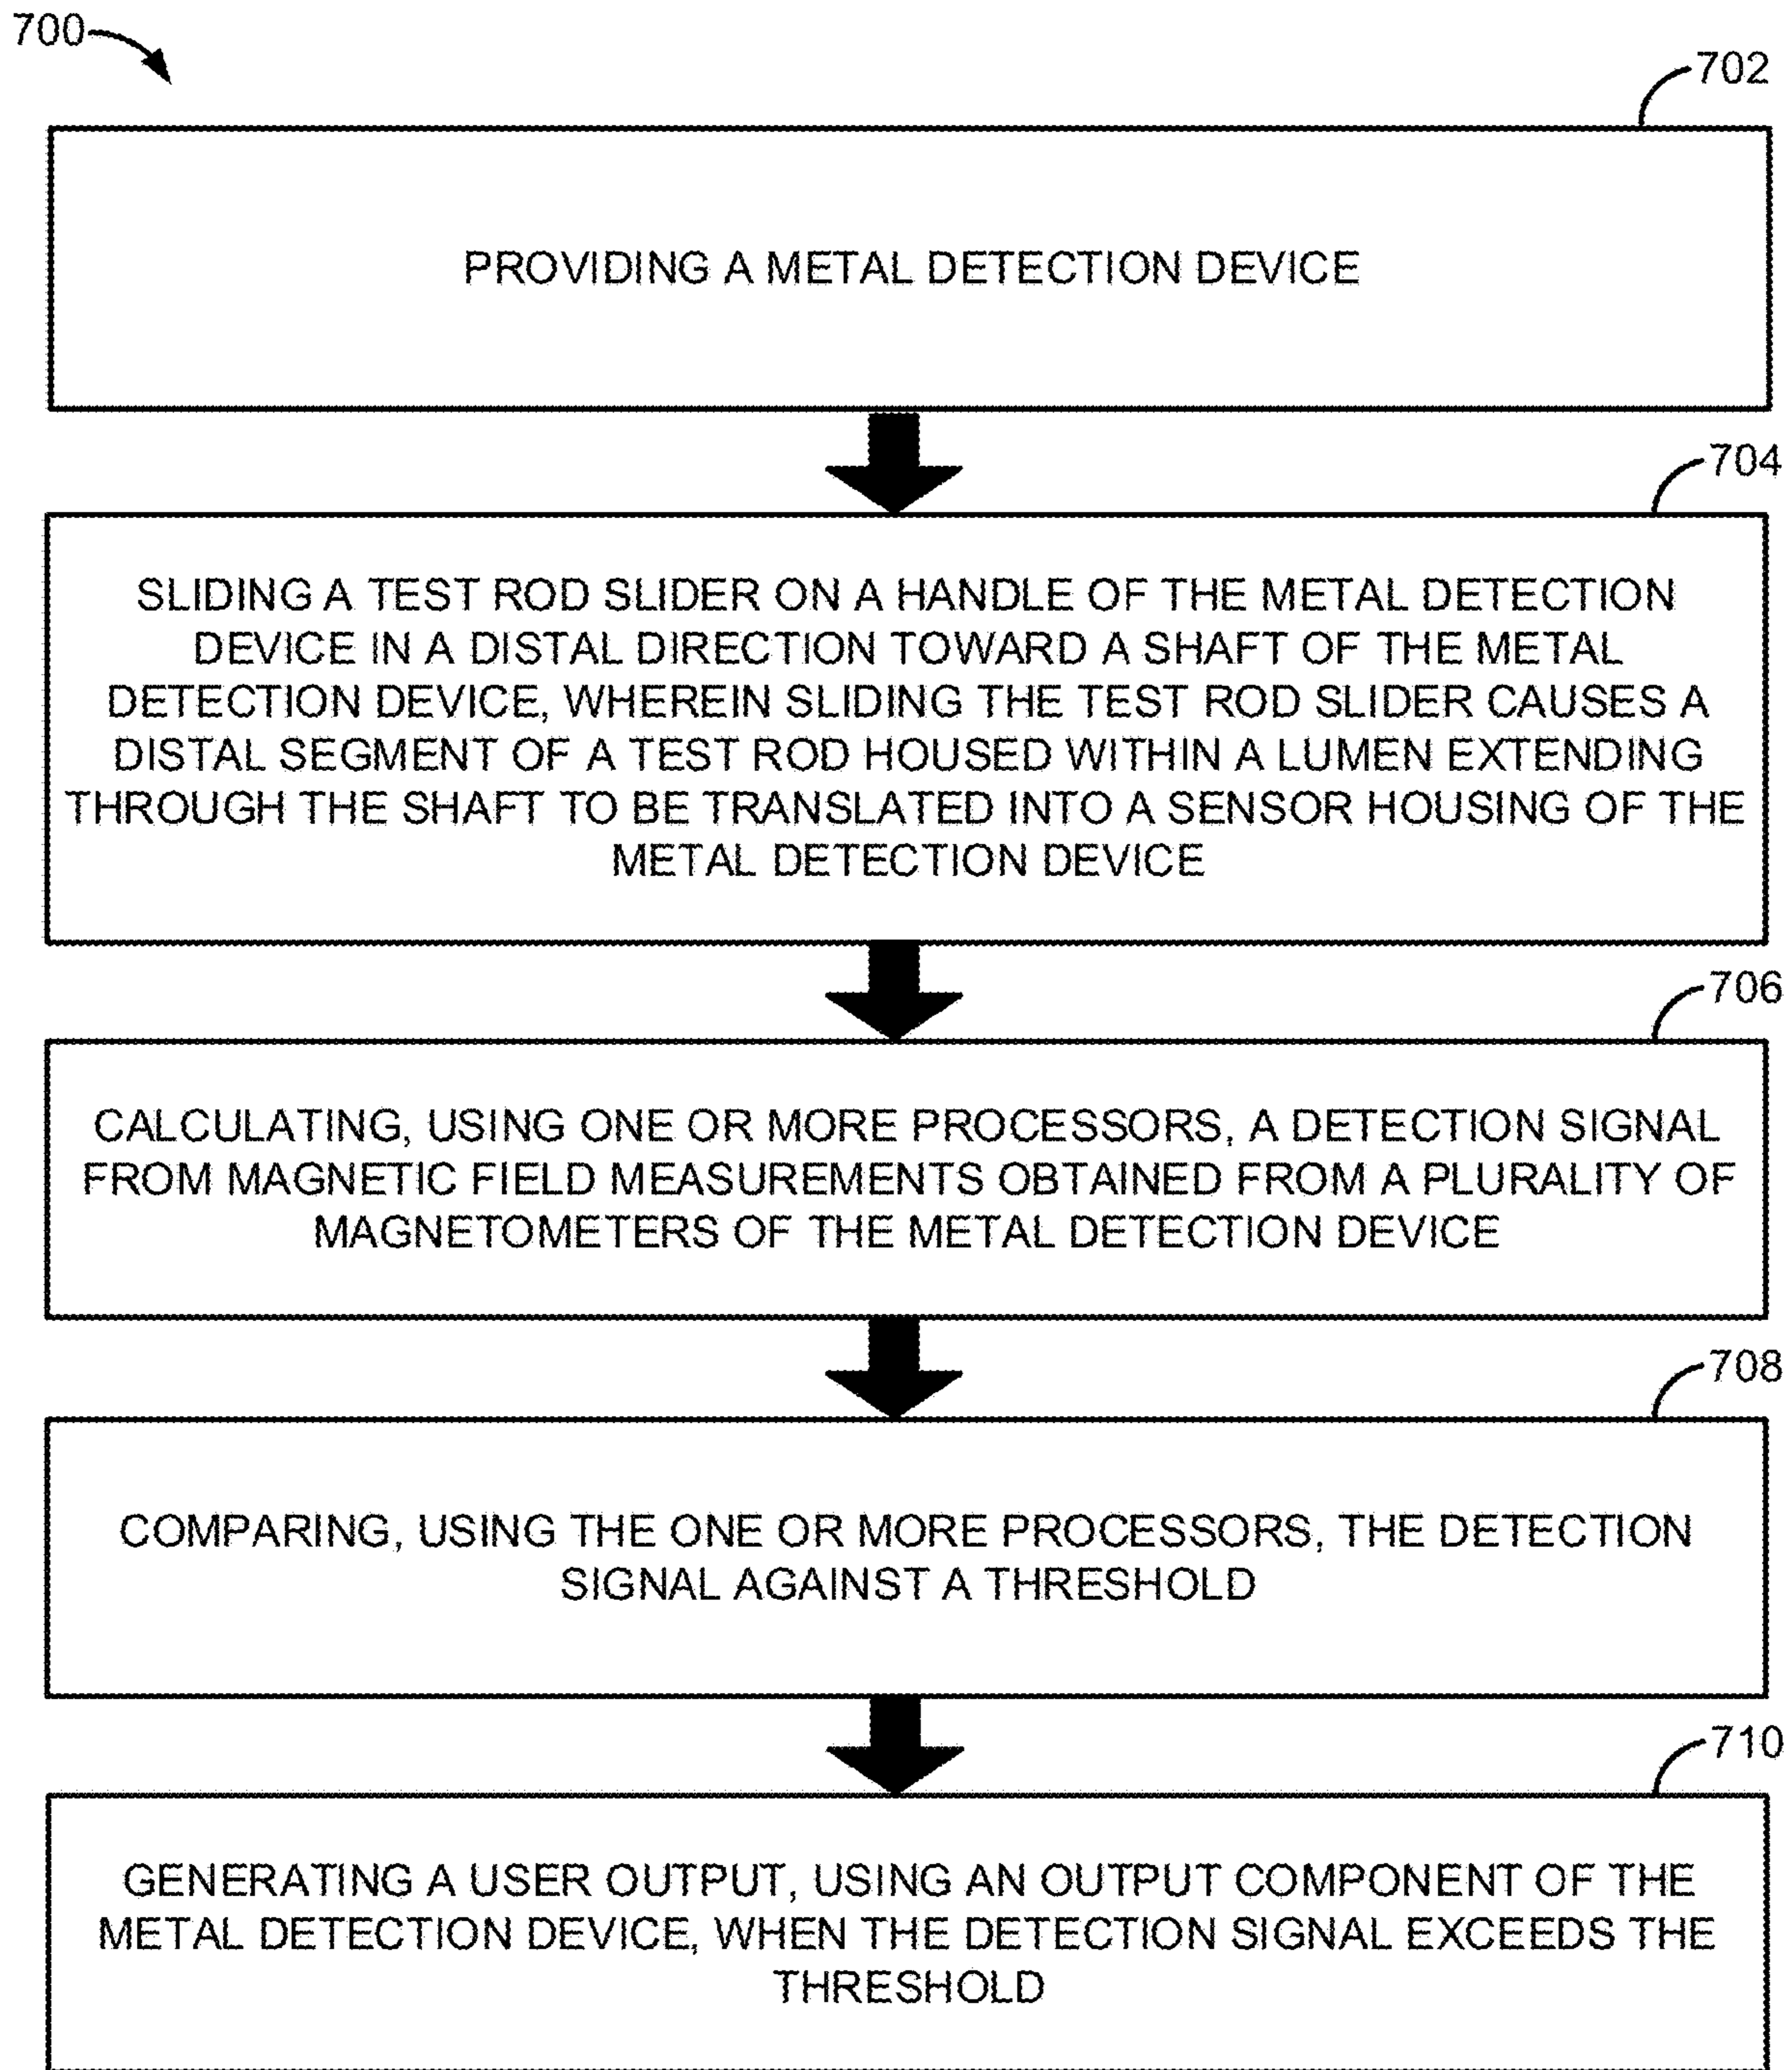 700
702
PROVIDING A METAL DETECTION DEVICE
704
SLIDING A TEST ROD SLIDER ON A HANDLE OF THE METAL DETECTION
DEVICE IN A DISTAL DIRECTION TOWARD A SHAFT OF THE METAL
DETECTION DEVICE, WHEREIN SLIDING THE TEST ROD SLIDER CAUSES A
DISTAL SEGMENT OF A TEST ROD HOUSED WITHIN A LUMEN EXTENDING
THROUGH THE SHAFT TO BE TRANSLATED INTO A SENSOR HOUSING OF THE
METAL DETECTION DEVICE
706
CALCULATING, USING ONE OR MORE PROCESSORS, A DETECTION SIGNAL
FROM MAGNETIC FIELD MEASUREMENTS OBTAINED FROM A PLURALITY OF
MAGNETOMETERS OF THE METAL DETECTION DEVICE
708
COMPARING, USING THE ONE OR MORE PROCESSORS, THE DETECTION
SIGNAL AGAINST A THRESHOLD
710
GENERATING A USER OUTPUT, USING AN OUTPUT COMPONENT OF THE
METAL DETECTION DEVICE, WHEN THE DETECTION SIGNAL EXCEEDS THE
THRESHOLD